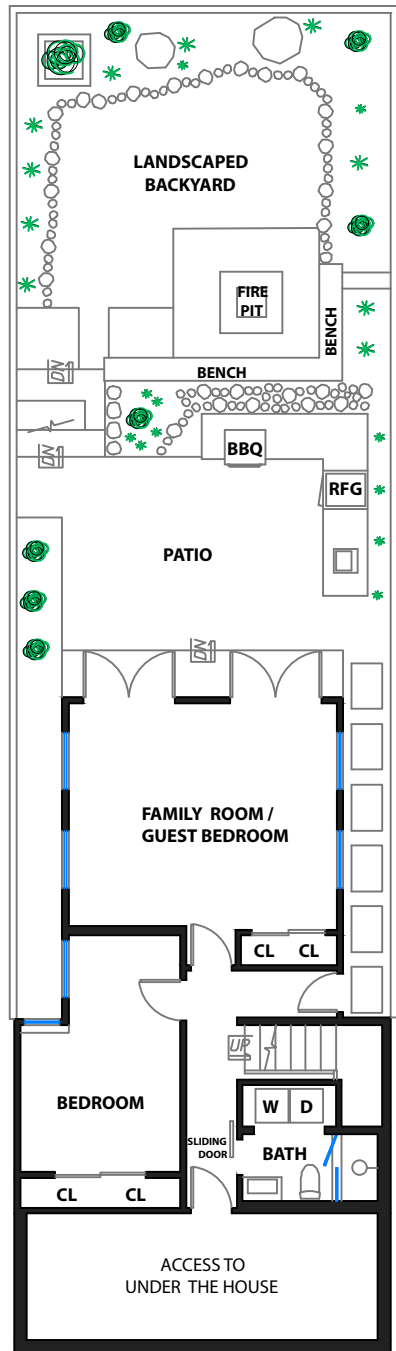 LANDSCAPED
BACKYARD
FIRE
PIT
BENCH
BENCH
DN
BBQ
DN
RFG
PATIO
DN
FAMILY ROOM /
GUEST BEDROOM
CL CL
UP
BEDROOM
W D
SLIDING
DOOR
BATH
CL CL
ACCESS TO
UNDER THE HOUSE